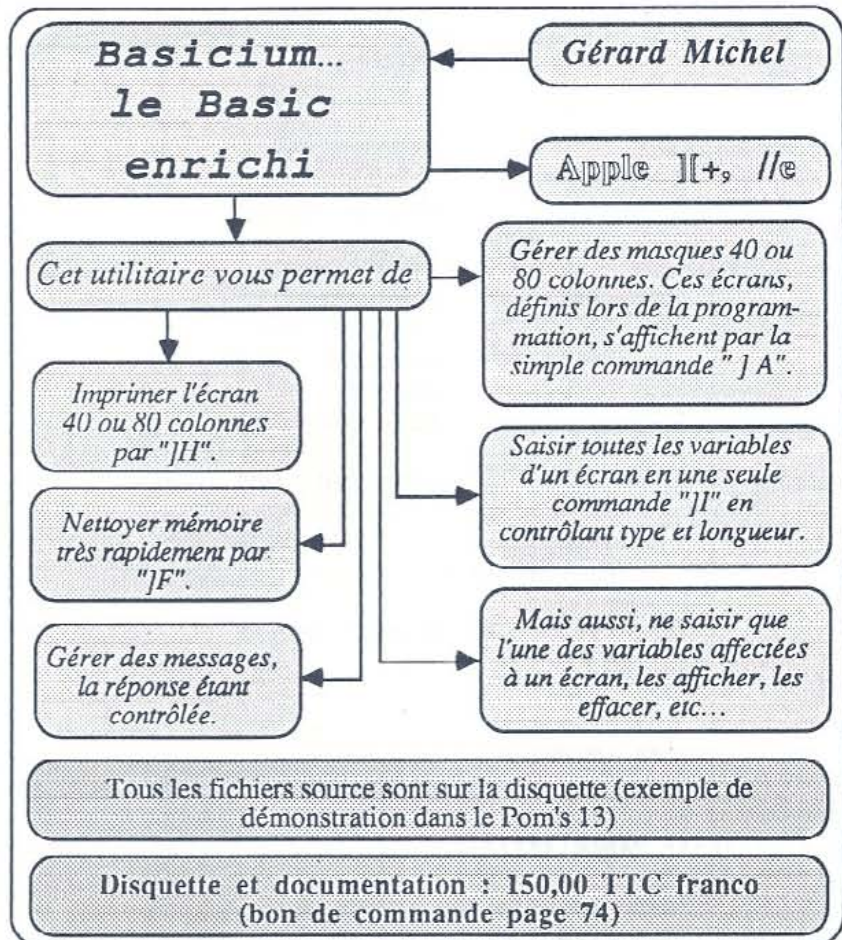 Basicium...
le Basic
enrichi
Gérard Michel
Apple ][+, //e
Cet utilitaire vous permet de
Gérer des masques 40 ou
80 colonnes. Ces écrans,
définis lors de la program-
mation, s'affichent par la
simple commande " ] A".
Imprimer l'écran
40 ou 80 colonnes
par "]H".
Saisir toutes les variables
d'un écran en une seule
commande "]I" en
contrôlant type et longueur.
Nettoyer mémoire
très rapidement par
"]F".
Mais aussi, ne saisir que
l'une des variables affectées
à un écran, les afficher, les
effacer, etc...
Gérer des messages,
la réponse étant
contrôlée.
Tous les fichiers source sont sur la disquette (exemple de
démonstration dans le Pom's 13)
Disquette et documentation : 150,00 TTC franco
(bon de commande page 74)